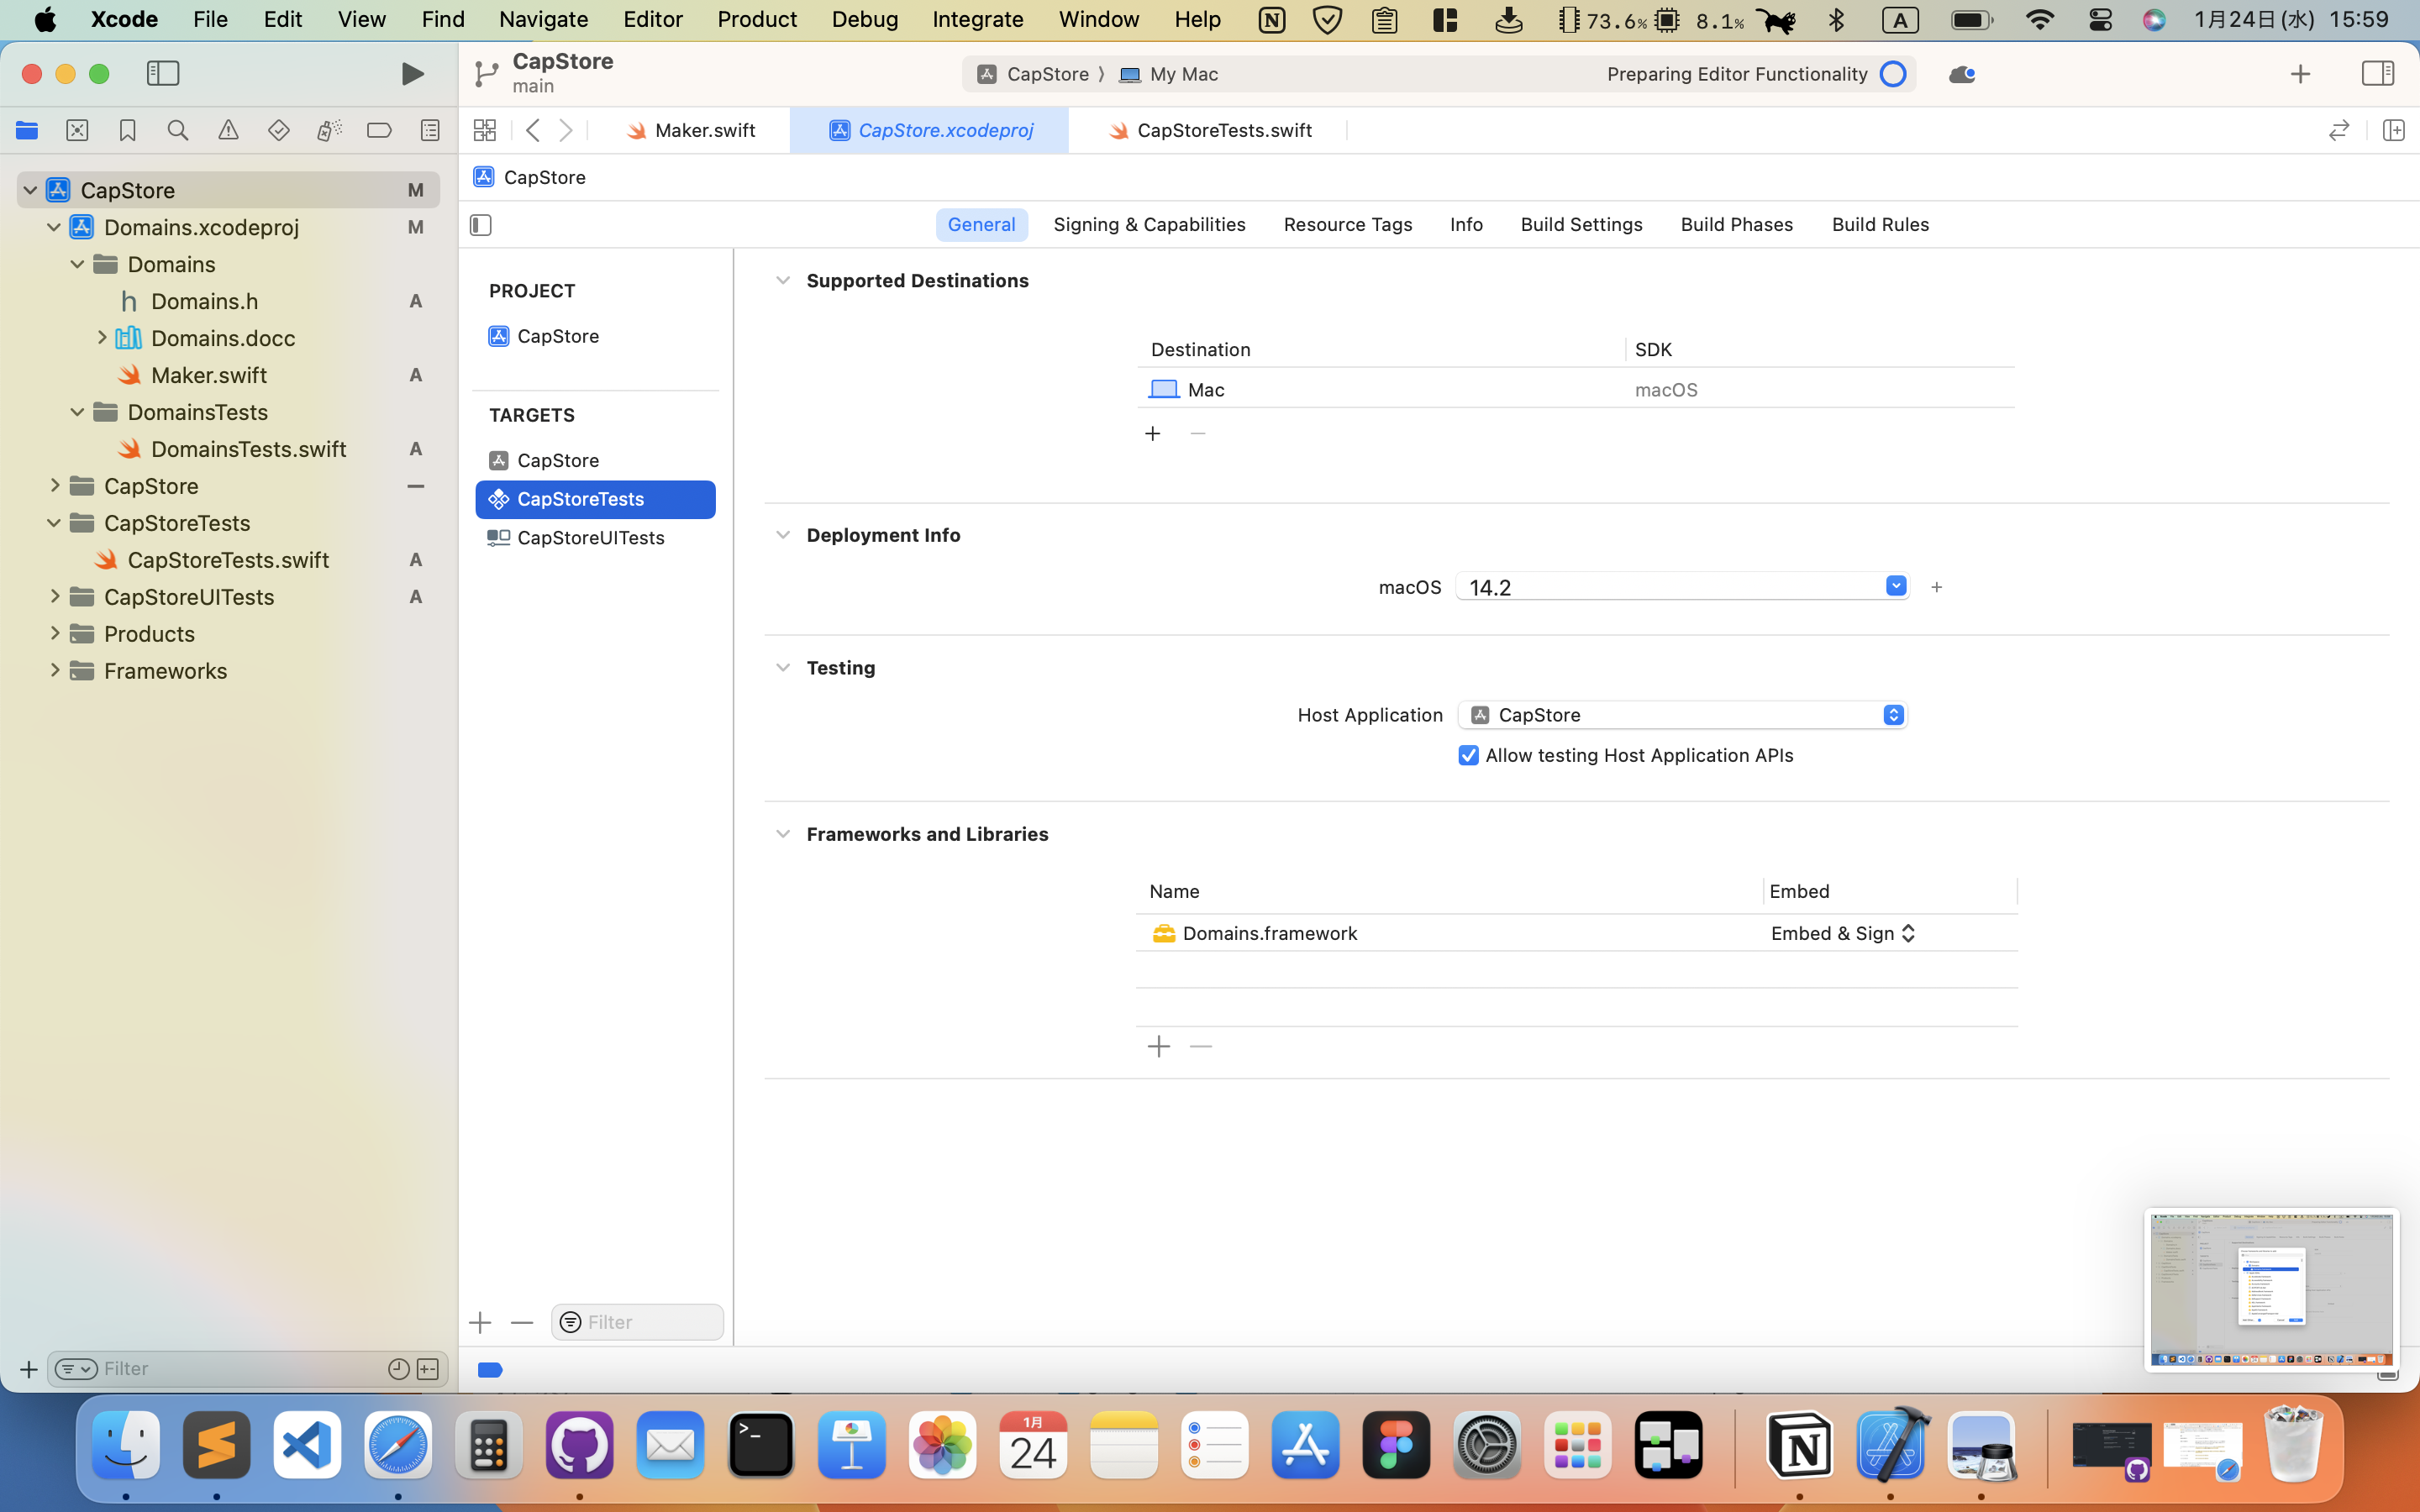 Xcode File Edit View Find Navigate Editor Product Debug Integrate Window Help 73.6% 8.1% A 1月24日(水) 15:59
CapStore
main
CapStore 〉 My Mac
Preparing Editor Functionality
Maker.swift
CapStore.xcodeproj
CapStoreTests.swift
CapStore M
Domains.xcodeproj M
Domains
Domains.h A
Domains.docc
Maker.swift A
DomainsTests
DomainsTests.swift A
CapStore
CapStoreTests
CapStoreTests.swift A
CapStoreUITests A
Products
Frameworks
Filter
CapStore
General Signing & Capabilities Resource Tags Info Build Settings Build Phases Build Rules
PROJECT
CapStore
TARGETS
CapStore
CapStoreTests
CapStoreUITests
Filter
Supported Destinations
Destination SDK
Mac macOS
Deployment Info
macOS 14.2
Testing
Host Application CapStore
Allow testing Host Application APIs
Frameworks and Libraries
Name Embed
Domains.framework Embed & Sign
1月
24